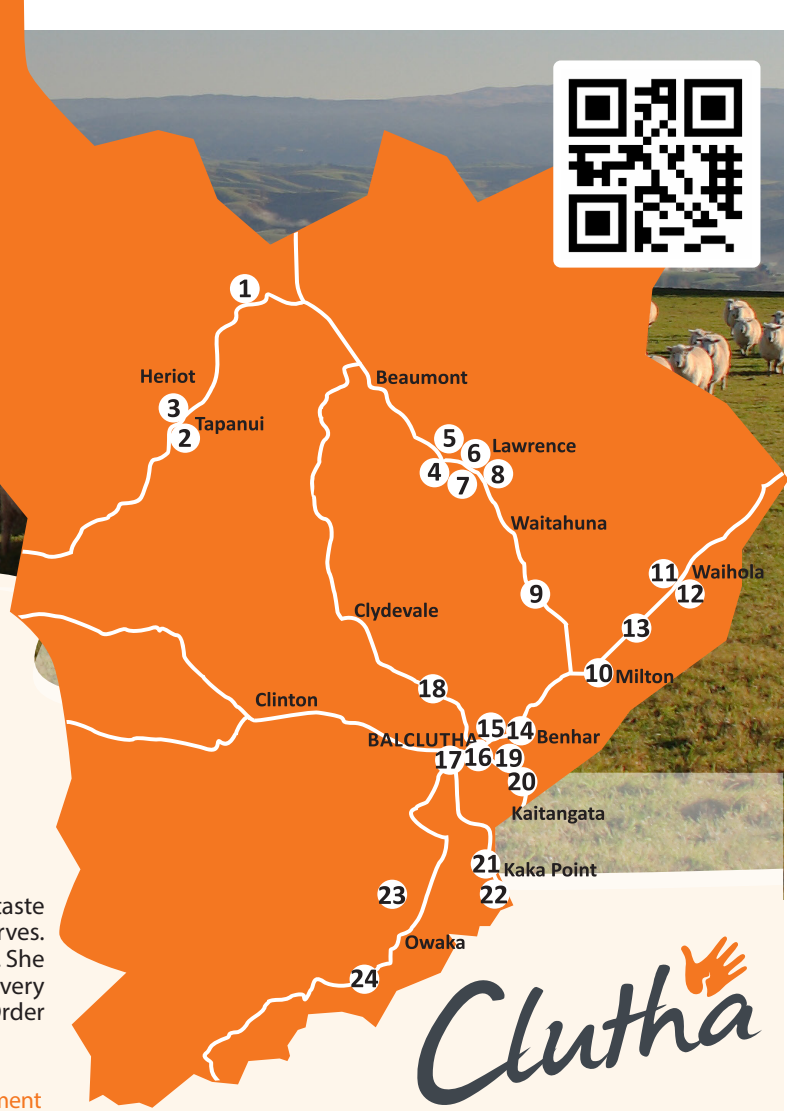 1
Heriot
3
Tapanui
2
Beaumont
5
6
Lawrence
4
7
8
Waitahuna
11
Waihola
12
9
Clydevale
13
10
Milton
18
Clinton
15
14
Benhar
BALCLUTHA
17
16
19
20
Kaitangata
21
Kaka Point
23
22
Owaka
24
taste
rves.
. She
very
Order
ment
Clutha